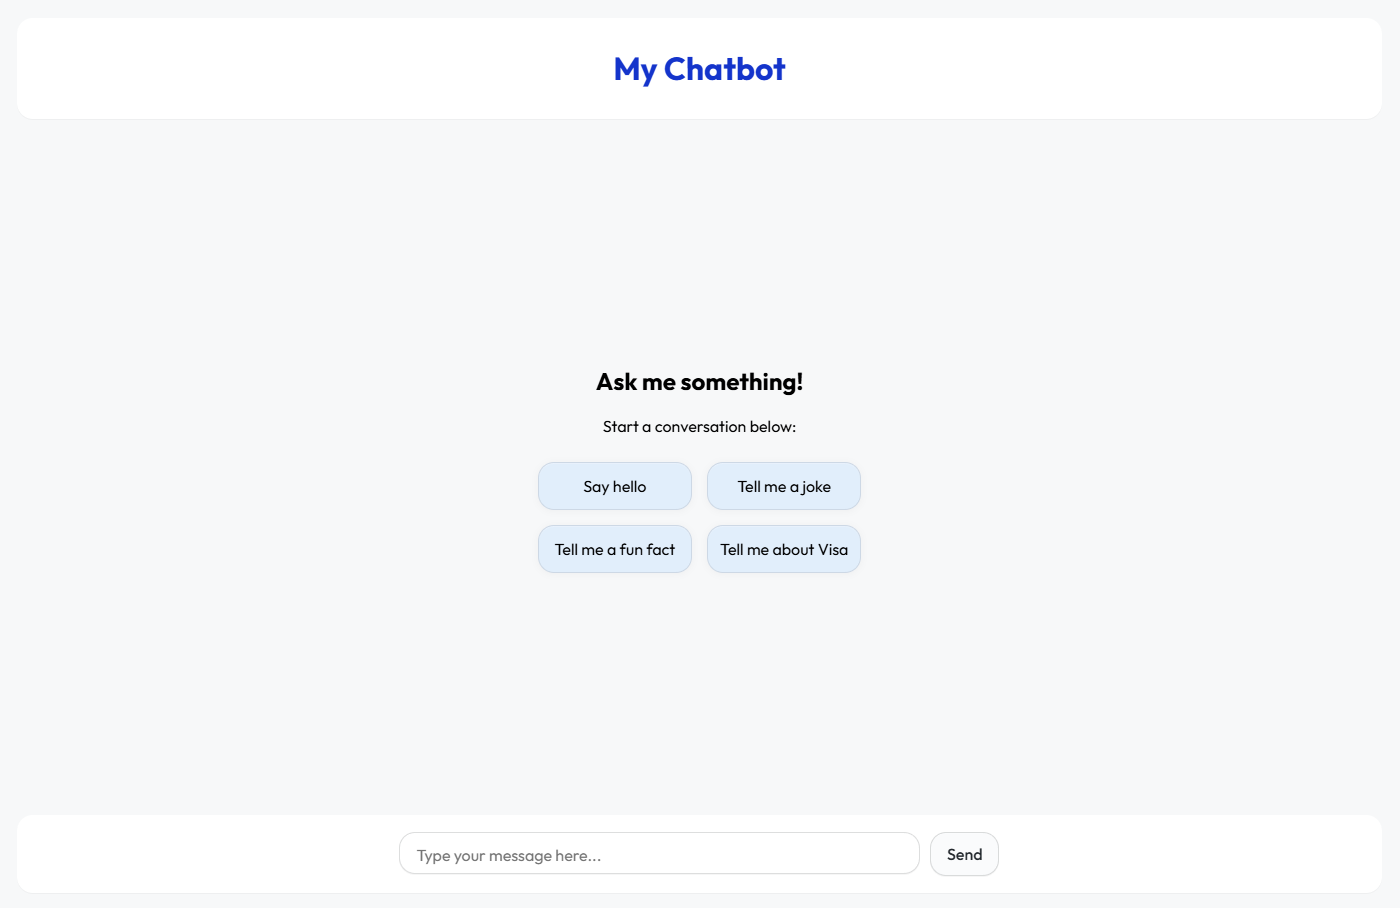 My Chatbot
Ask me something!
Start a conversation below:
Say hello
Tell me a joke
Tell me a fun fact
Tell me about Visa
Type your message here...
Send